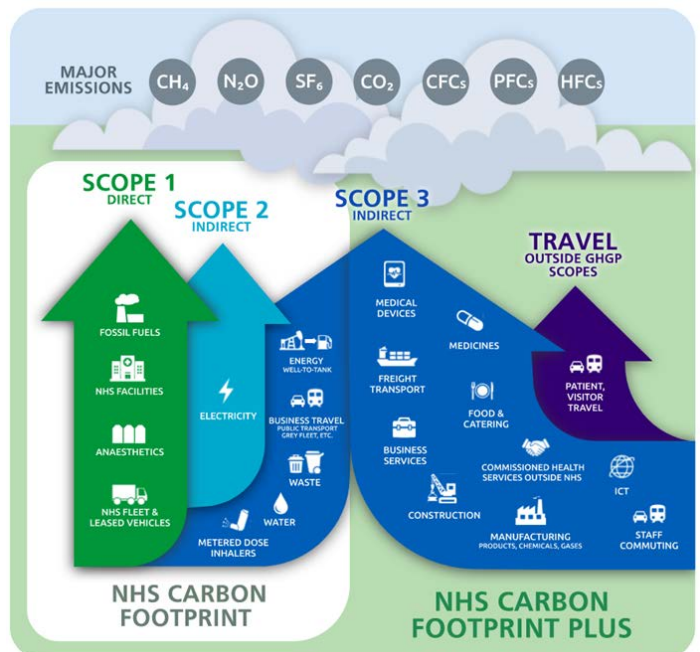 MAJOR
EMISSIONS
CH₄
N₂O
SF₆
CO₂
CFCs
PFCs
HFCs
SCOPE 1
DIRECT
SCOPE 2
INDIRECT
SCOPE 3
INDIRECT
TRAVEL
OUTSIDE GHGP
SCOPES
FOSSIL FUELS
NHS FACILITIES
ANAESTHETICS
NHS FLEET &
LEASED VEHICLES
ELECTRICITY
ENERGY
WELL-TO-TANK
BUSINESS TRAVEL
PUBLIC TRANSPORT
GREY FLEET, ETC.
WASTE
WATER
METERED DOSE
INHALERS
MEDICAL
DEVICES
MEDICINES
FREIGHT
TRANSPORT
FOOD &
CATERING
BUSINESS
SERVICES
COMMISSIONED HEALTH
SERVICES OUTSIDE NHS
CONSTRUCTION
MANUFACTURING
PRODUCTS, CHEMICALS, GASES
ICT
STAFF
COMMUTING
PATIENT,
VISITOR
TRAVEL
NHS CARBON
FOOTPRINT
NHS CARBON
FOOTPRINT PLUS